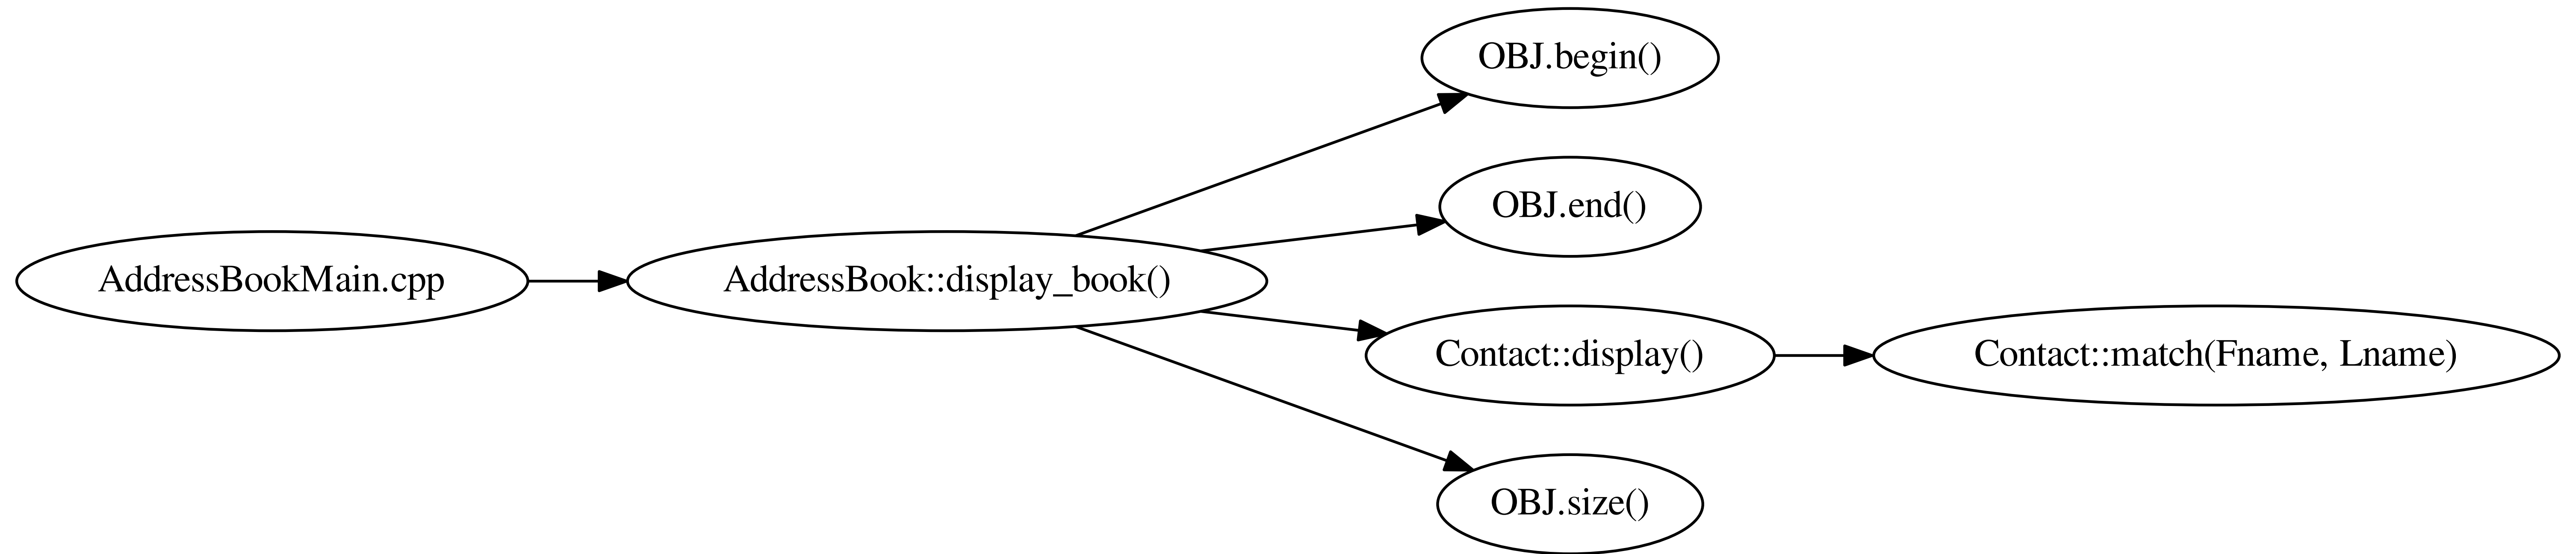 OBJ.begin()
OBJ.end()
AddressBookMain.cpp
AddressBook::display_book()
Contact::display()
Contact::match(Fname, Lname)
OBJ.size()